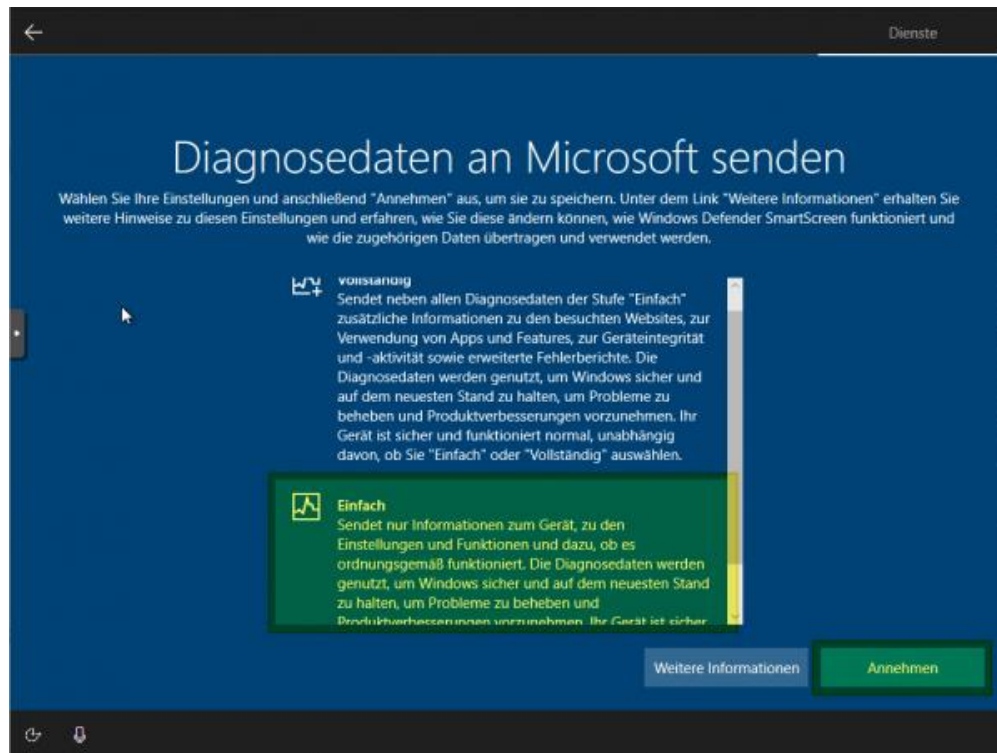 Dienste
Diagnosedaten an Microsoft senden
Wählen Sie Ihre Einstellungen und anschließend "Annehmen" aus, um sie zu speichern. Unter dem Link "Weitere Informationen" erhalten Sie
weitere Hinweise zu diesen Einstellungen und erfahren, wie Sie diese ändern können, wie Windows Defender SmartScreen funktioniert und
wie die zugehörigen Daten übertragen und verwendet werden.
Vollständig
Sendet neben allen Diagnosedaten der Stufe "Einfach"
zusätzliche Informationen zu den besuchten Websites, zur
Verwendung von Apps und Features, zur Geräteintegrität
und -aktivität sowie erweiterte Fehlerberichte. Die
Diagnosedaten werden genutzt, um Windows sicher und
auf dem neuesten Stand zu halten, um Probleme zu
beheben und Produktverbesserungen vorzunehmen. Ihr
Gerät ist sicher und funktioniert normal, unabhängig
davon, ob Sie "Einfach" oder "Vollständig" auswählen.
Einfach
Sendet nur Informationen zum Gerät, zu den
Einstellungen und Funktionen und dazu, ob es
ordnungsgemäß funktioniert. Die Diagnosedaten werden
genutzt, um Windows sicher und auf dem neuesten Stand
zu halten, um Probleme zu beheben und
Produktverbesserungen vorzunehmen. Ihr Gerät ist sicher
Weitere Informationen
Annehmen